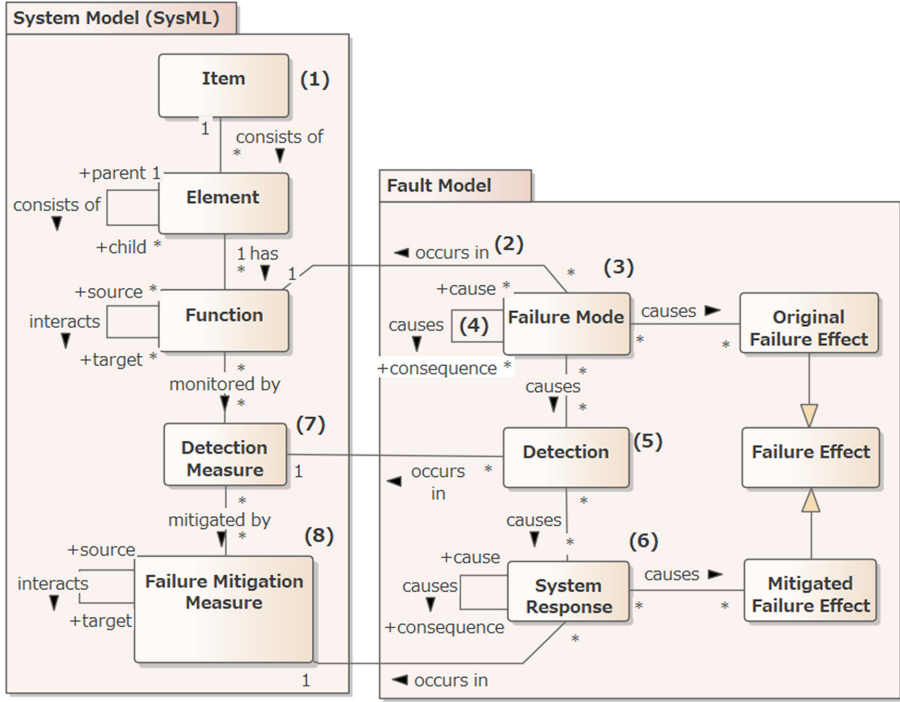 System Model (SysML)
Item
(1)
1
consists of
*
+parent 1
Element
consists of
+child *
1 has
*
1
+source *
Function
interacts
+target *
*
monitored by
*
(7)
Detection
Measure
1
*
mitigated by
*
(8)
+source
Failure Mitigation
Measure
interacts
+target
1
Fault Model
occurs in
(2)
*
(3)
+cause *
Failure Mode
causes
(4)
+consequence *
causes
*
*
Original
Failure Effect
*
causes
*
Detection
(5)
*
occurs
in
Failure Effect
*
causes
*
(6)
+cause
System
Response
causes
+consequence
causes
*
*
Mitigated
Failure Effect
*
occurs in